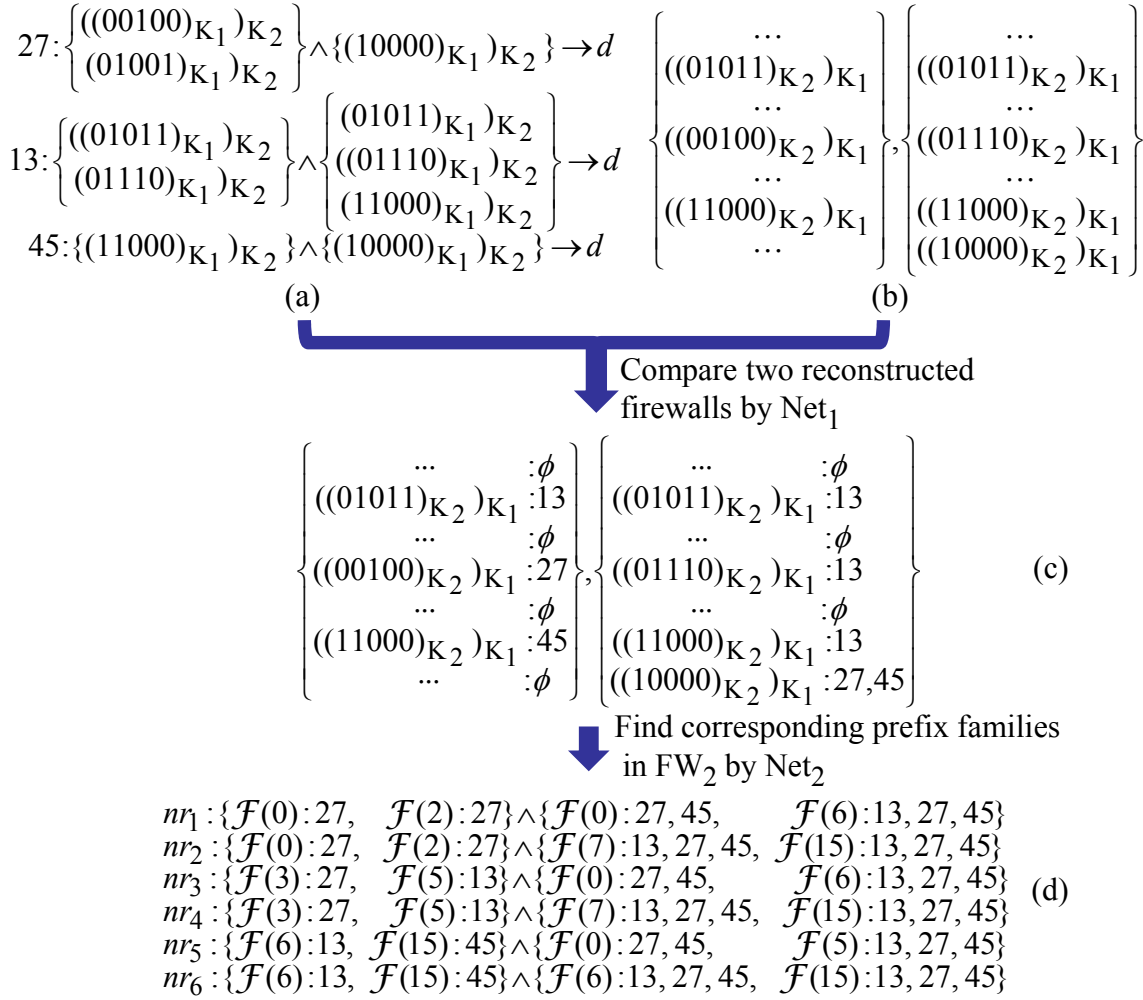 27:{((00100)K1)K2 (01001)K1)K2}∧{(10000)K1)K2}→d
13:{((01011)K1)K2 (01110)K1)K2}∧{(01011)K1)K2 ((01110)K1)K2 (11000)K1)K2}→d
45:{(11000)K1)K2}∧{(10000)K1)K2}→d
(a)
{...
((01011)K2)K1
...
((00100)K2)K1
...
((11000)K2)K1
...},
{...
((01011)K2)K1
...
((01110)K2)K1
...
((11000)K2)K1
((10000)K2)K1}
(b)
Compare two reconstructed
firewalls by Net1
{... :ϕ
((01011)K2)K1:13
... :ϕ
((00100)K2)K1:27
... :ϕ
((11000)K2)K1:45
... :ϕ},
{... :ϕ
((01011)K2)K1:13
... :ϕ
((01110)K2)K1:13
... :ϕ
((11000)K2)K1:13
((10000)K2)K1:27,45}
(c)
Find corresponding prefix families
in FW2 by Net2
nr1:{F(0):27, F(2):27}∧{F(0):27, 45, F(6):13, 27, 45}
nr2:{F(0):27, F(2):27}∧{F(7):13, 27, 45, F(15):13, 27, 45}
nr3:{F(3):27, F(5):13}∧{F(0):27, 45, F(6):13, 27, 45}
nr4:{F(3):27, F(5):13}∧{F(7):13, 27, 45, F(15):13, 27, 45}
nr5:{F(6):13, F(15):45}∧{F(0):27, 45, F(5):13, 27, 45}
nr6:{F(6):13, F(15):45}∧{F(6):13, 27, 45, F(15):13, 27, 45}
(d)